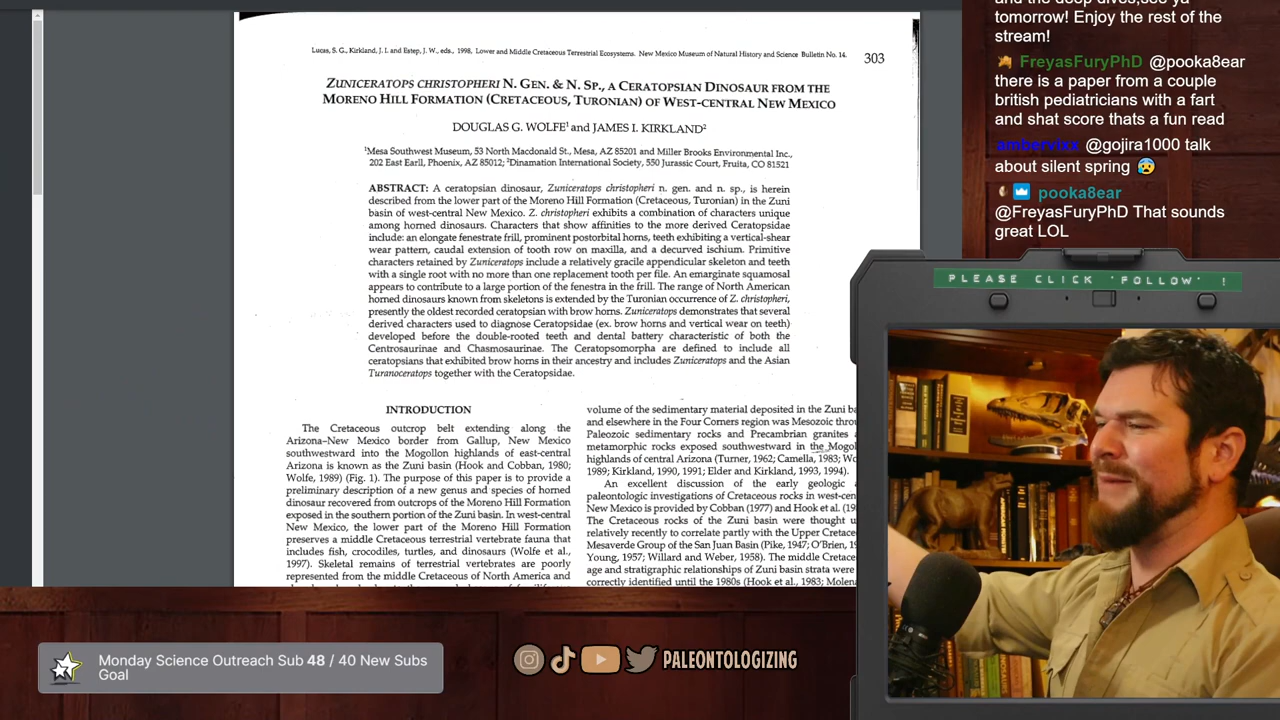 Lucas, S. G., Kirkland, J. I. and Estep, J. W., eds., 1998, Lower and Middle Cretaceous Terrestrial Ecosystems. New Mexico Museum of Natural History and Science Bulletin No. 14.
303
ZUNICERATOPS CHRISTOPHERI N. GEN. & N. SP., A CERATOPSIAN DINOSAUR FROM THE
MORENO HILL FORMATION (CRETACEOUS, TURONIAN) OF WEST-CENTRAL NEW MEXICO
DOUGLAS G. WOLFE¹ and JAMES I. KIRKLAND²
¹Mesa Southwest Museum, 53 North Macdonald St., Mesa, AZ 85201 and Miller Brooks Environmental Inc.,
202 East Earll, Phoenix, AZ 85012; ²Dinamation International Society, 550 Jurassic Court, Fruita, CO 81521
ABSTRACT: A ceratopsian dinosaur, Zuniceratops christopheri n. gen. and n. sp., is herein
described from the lower part of the Moreno Hill Formation (Cretaceous, Turonian) in the Zuni
basin of west-central New Mexico. Z. christopheri exhibits a combination of characters unique
among horned dinosaurs. Characters that show affinities to the more derived Ceratopsidae
include: an elongate fenestrate frill, prominent postorbital horns, teeth exhibiting a vertical-shear
wear pattern, caudal extension of tooth row on maxilla, and a decurved ischium. Primitive
characters retained by Zuniceratops include a relatively gracile appendicular skeleton and teeth
with a single root with no more than one replacement tooth per file. An emarginate squamosal
appears to contribute to a large portion of the fenestra in the frill. The range of North American
horned dinosaurs known from skeletons is extended by the Turonian occurrence of Z. christopheri,
presently the oldest recorded ceratopsian with brow horns. Zuniceratops demonstrates that several
derived characters used to diagnose Ceratopsidae (ex. brow horns and vertical wear on teeth)
developed before the double-rooted teeth and dental battery characteristic of both the
Centrosaurinae and Chasmosaurinae. The Ceratopsomorpha are defined to include all
ceratopsians that exhibited brow horns in their ancestry and includes Zuniceratops and the Asian
Turanoceratops together with the Ceratopsidae.
INTRODUCTION
The Cretaceous outcrop belt extending along the
Arizona–New Mexico border from Gallup, New Mexico
southwestward into the Mogollon highlands of east-central
Arizona is known as the Zuni basin (Hook and Cobban, 1980;
Wolfe, 1989) (Fig. 1). The purpose of this paper is to provide a
preliminary description of a new genus and species of horned
dinosaur recovered from outcrops of the Moreno Hill Formation
exposed in the southern portion of the Zuni basin. In west-central
New Mexico, the lower part of the Moreno Hill Formation
preserves a middle Cretaceous terrestrial vertebrate fauna that
includes fish, crocodiles, turtles, and dinosaurs (Wolfe et al.,
1997). Skeletal remains of terrestrial vertebrates are poorly
represented from the middle Cretaceous of North America and
volume of the sedimentary material deposited in the Zuni ba
and elsewhere in the Four Corners region was Mesozoic throu
Paleozoic sedimentary rocks and Precambrian granites a
metamorphic rocks exposed southwestward in the Mogol
highlands of central Arizona (Turner, 1962; Camella, 1983; Wo
1989; Kirkland, 1990, 1991; Elder and Kirkland, 1993, 1994).
An excellent discussion of the early geologic a
paleontologic investigations of Cretaceous rocks in west-cen
New Mexico is provided by Cobban (1977) and Hook et al. (19
The Cretaceous rocks of the Zuni basin were thought u
relatively recently to correlate partly with the Upper Cretace
Mesaverde Group of the San Juan Basin (Pike, 1947; O'Brien, 19
Young, 1957; Willard and Weber, 1958). The middle Cretace
age and stratigraphic relationships of Zuni basin strata were
correctly identified until the 1980s (Hook et al., 1983; Molena
and the deep dives,see ya
tomorrow! Enjoy the rest of the
stream!
FreyasFuryPhD @pooka8ear
there is a paper from a couple
british pediatricians with a fart
and shat score thats a fun read
ambervixx @gojira1000 talk
about silent spring 😰
pooka8ear
@FreyasFuryPhD That sounds
great LOL
PLEASE CLICK 'FOLLOW' !
Monday Science Outreach Sub 48 / 40 New Subs
Goal
PALEONTOLOGIZING